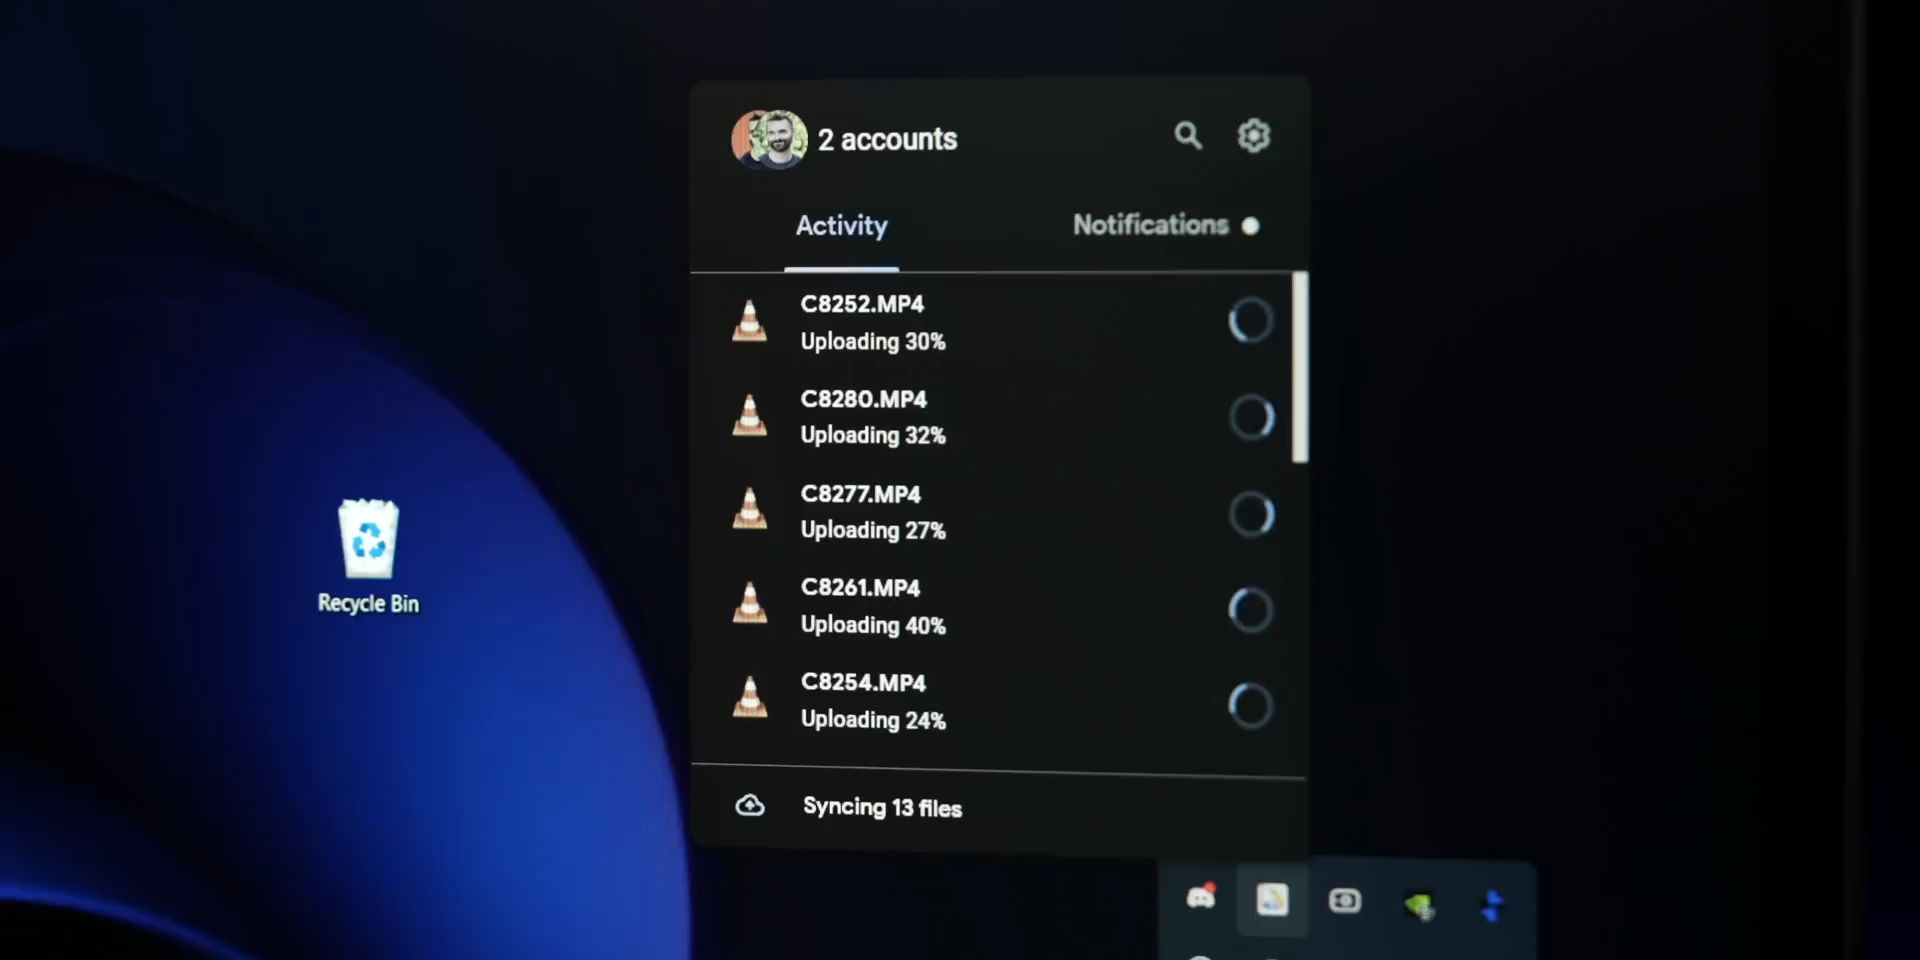 2 accounts
Activity
Notifications
C8252.MP4
Uploading 30%
C8280.MP4
Uploading 32%
C8277.MP4
Uploading 27%
C8261.MP4
Uploading 40%
C8254.MP4
Uploading 24%
Syncing 13 files
Recycle Bin